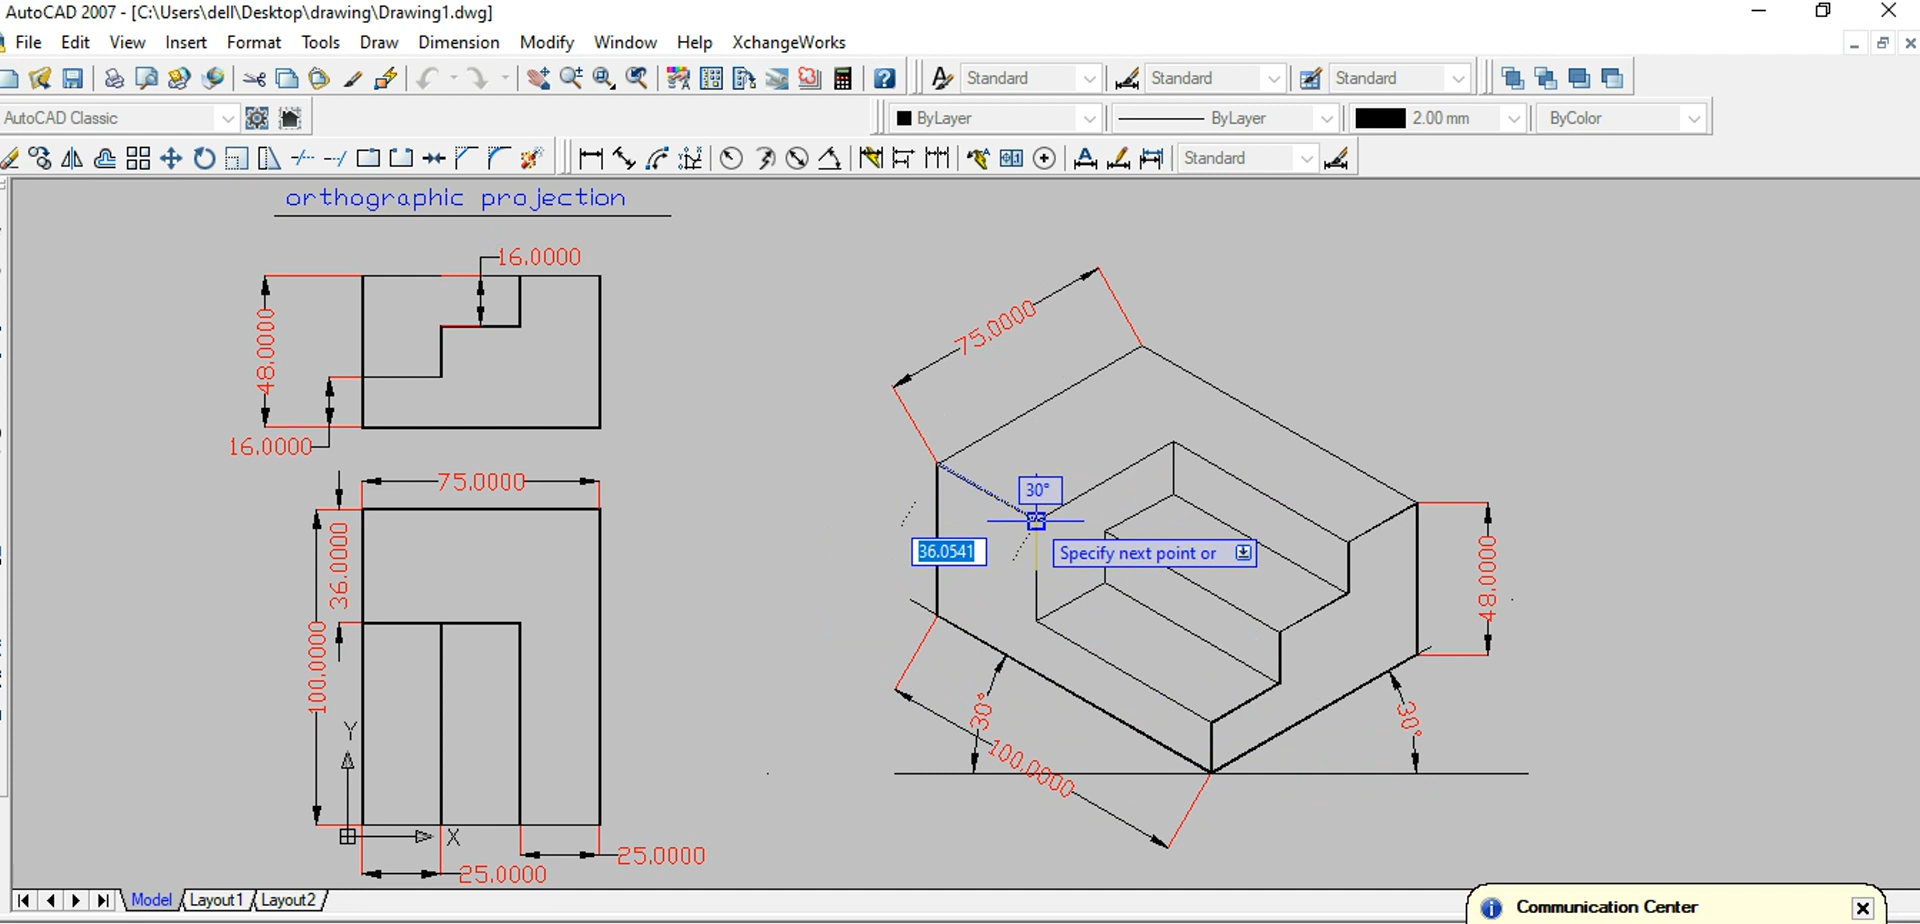 AutoCAD 2007 - [C:\Users\dell\Desktop\drawing\Drawing1.dwg]
File Edit View Insert Format Tools Draw Dimension Modify Window Help XchangeWorks
Standard Standard Standard
AutoCAD Classic ByLayer ByLayer 2.00 mm ByColor
Standard
orthographic projection
16.0000
48.0000
16.0000
75.0000
36.0000
100.0000
Y
X
25.0000
25.0000
75.0000
30°
36.0541
Specify next point or
48.0000
30°
30°
100.0000
Model Layout1 Layout2
Communication Center